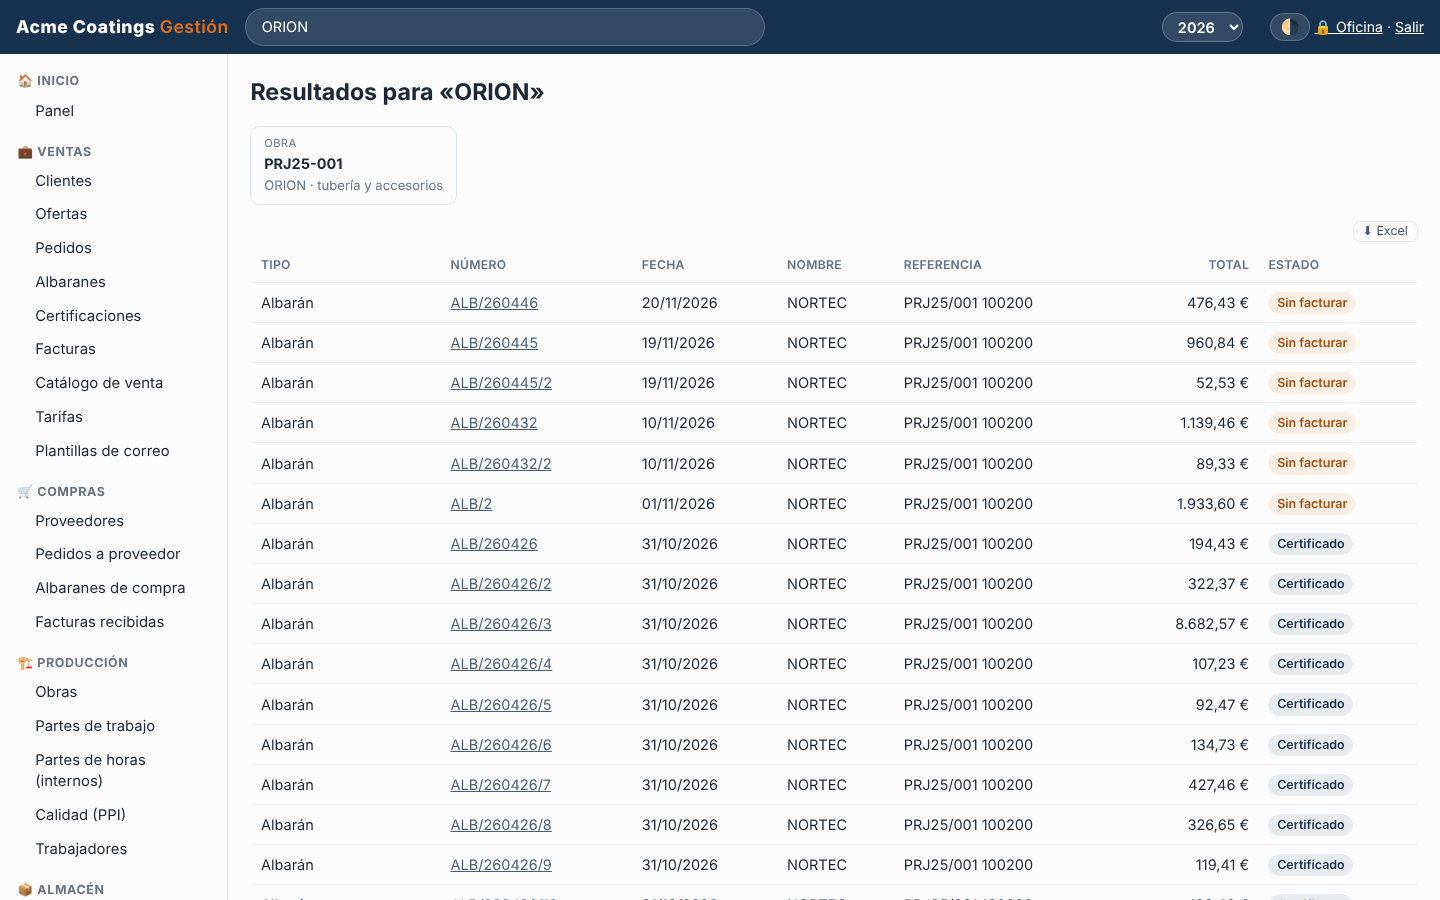 Acme Coatings Gestión
ORION
2026
Oficina · Salir
INICIO
Panel
VENTAS
Clientes
Ofertas
Pedidos
Albaranes
Certificaciones
Facturas
Catálogo de venta
Tarifas
Plantillas de correo
COMPRAS
Proveedores
Pedidos a proveedor
Albaranes de compra
Facturas recibidas
PRODUCCIÓN
Obras
Partes de trabajo
Partes de horas
(internos)
Calidad (PPI)
Trabajadores
ALMACÉN
Resultados para «ORION»
OBRA
PRJ25-001
ORION · tubería y accesorios
Excel
TIPO NÚMERO FECHA NOMBRE REFERENCIA TOTAL ESTADO
Albarán ALB/260446 20/11/2026 NORTEC PRJ25/001 100200 476,43 € Sin facturar
Albarán ALB/260445 19/11/2026 NORTEC PRJ25/001 100200 960,84 € Sin facturar
Albarán ALB/260445/2 19/11/2026 NORTEC PRJ25/001 100200 52,53 € Sin facturar
Albarán ALB/260432 10/11/2026 NORTEC PRJ25/001 100200 1.139,46 € Sin facturar
Albarán ALB/260432/2 10/11/2026 NORTEC PRJ25/001 100200 89,33 € Sin facturar
Albarán ALB/2 01/11/2026 NORTEC PRJ25/001 100200 1.933,60 € Sin facturar
Albarán ALB/260426 31/10/2026 NORTEC PRJ25/001 100200 194,43 € Certificado
Albarán ALB/260426/2 31/10/2026 NORTEC PRJ25/001 100200 322,37 € Certificado
Albarán ALB/260426/3 31/10/2026 NORTEC PRJ25/001 100200 8.682,57 € Certificado
Albarán ALB/260426/4 31/10/2026 NORTEC PRJ25/001 100200 107,23 € Certificado
Albarán ALB/260426/5 31/10/2026 NORTEC PRJ25/001 100200 92,47 € Certificado
Albarán ALB/260426/6 31/10/2026 NORTEC PRJ25/001 100200 134,73 € Certificado
Albarán ALB/260426/7 31/10/2026 NORTEC PRJ25/001 100200 427,46 € Certificado
Albarán ALB/260426/8 31/10/2026 NORTEC PRJ25/001 100200 326,65 € Certificado
Albarán ALB/260426/9 31/10/2026 NORTEC PRJ25/001 100200 119,41 € Certificado